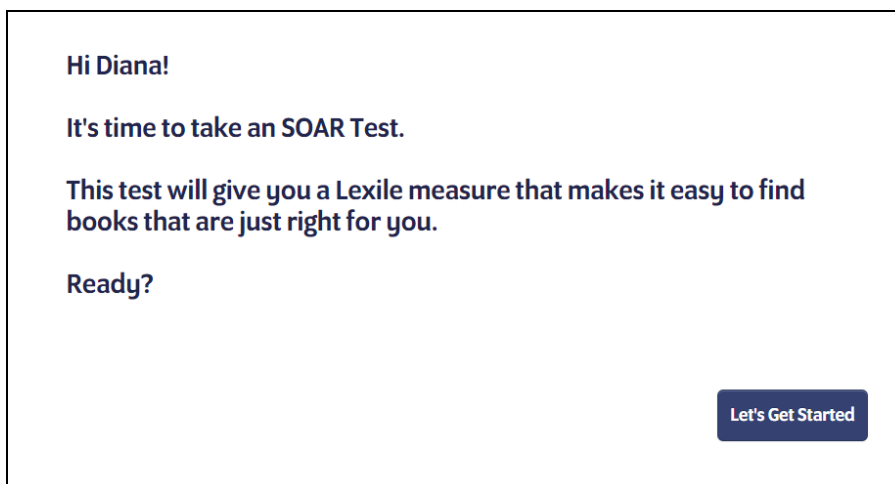 Hi Diana!
It's time to take an SOAR Test.
This test will give you a Lexile measure that makes it easy to find
books that are just right for you.
Ready?
Let's Get Started